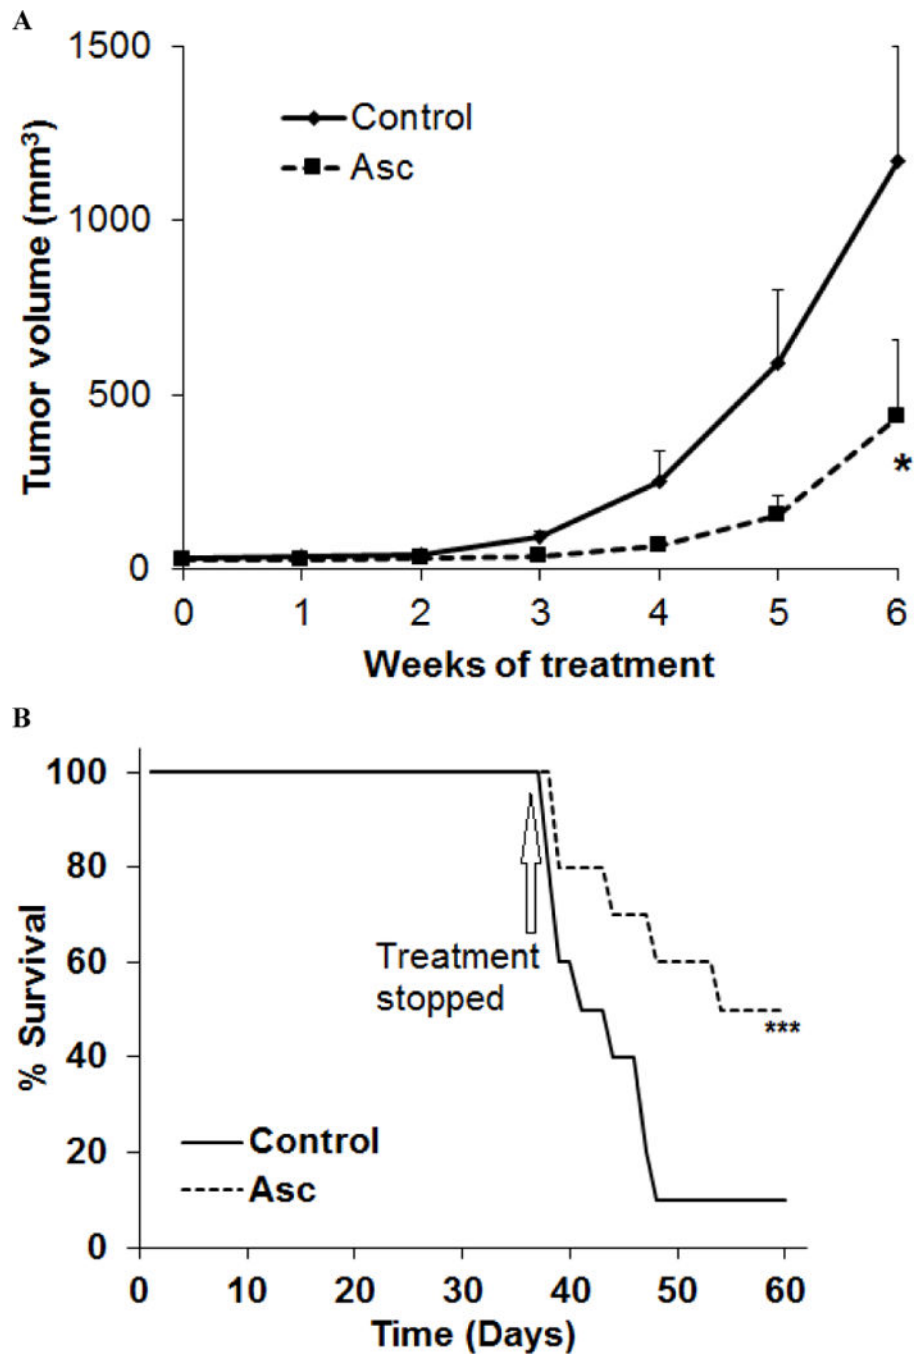 A
1500
1000
500
0
Tumor volume (mm³)
Control
Asc
*
0 1 2 3 4 5 6
Weeks of treatment
B
100
80
60
40
20
0
% Survival
Treatment
stopped
***
Control
Asc
0 10 20 30 40 50 60
Time (Days)